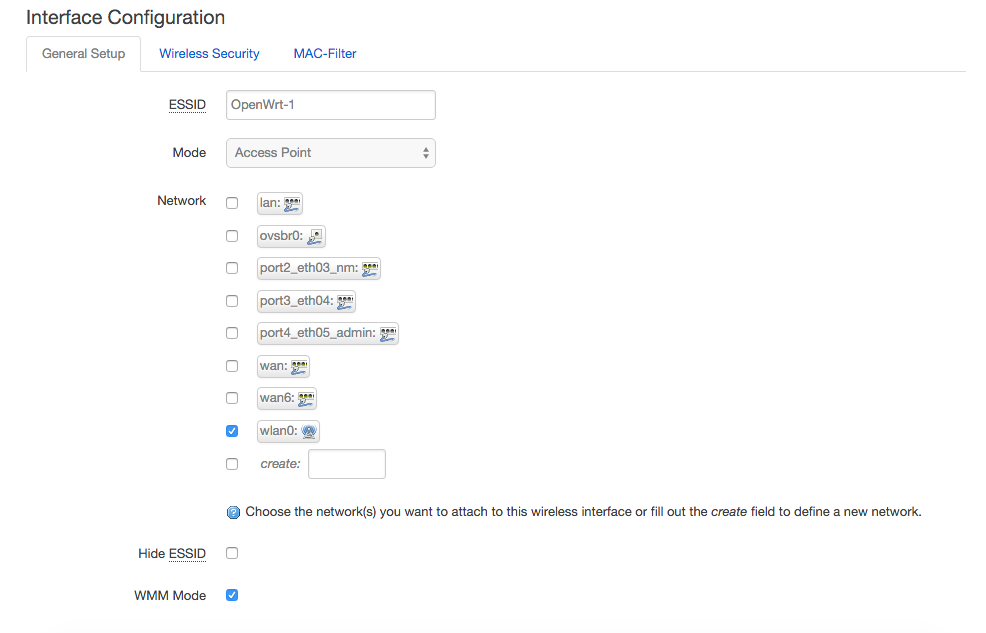 Interface Configuration
General Setup Wireless Security MAC-Filter
ESSID OpenWrt-1
Mode Access Point
Network lan:
ovsbr0:
port2_eth03_nm:
port3_eth04:
port4_eth05_admin:
wan:
wan6:
wlan0:
create:
Choose the network(s) you want to attach to this wireless interface or fill out the create field to define a new network.
Hide ESSID
WMM Mode